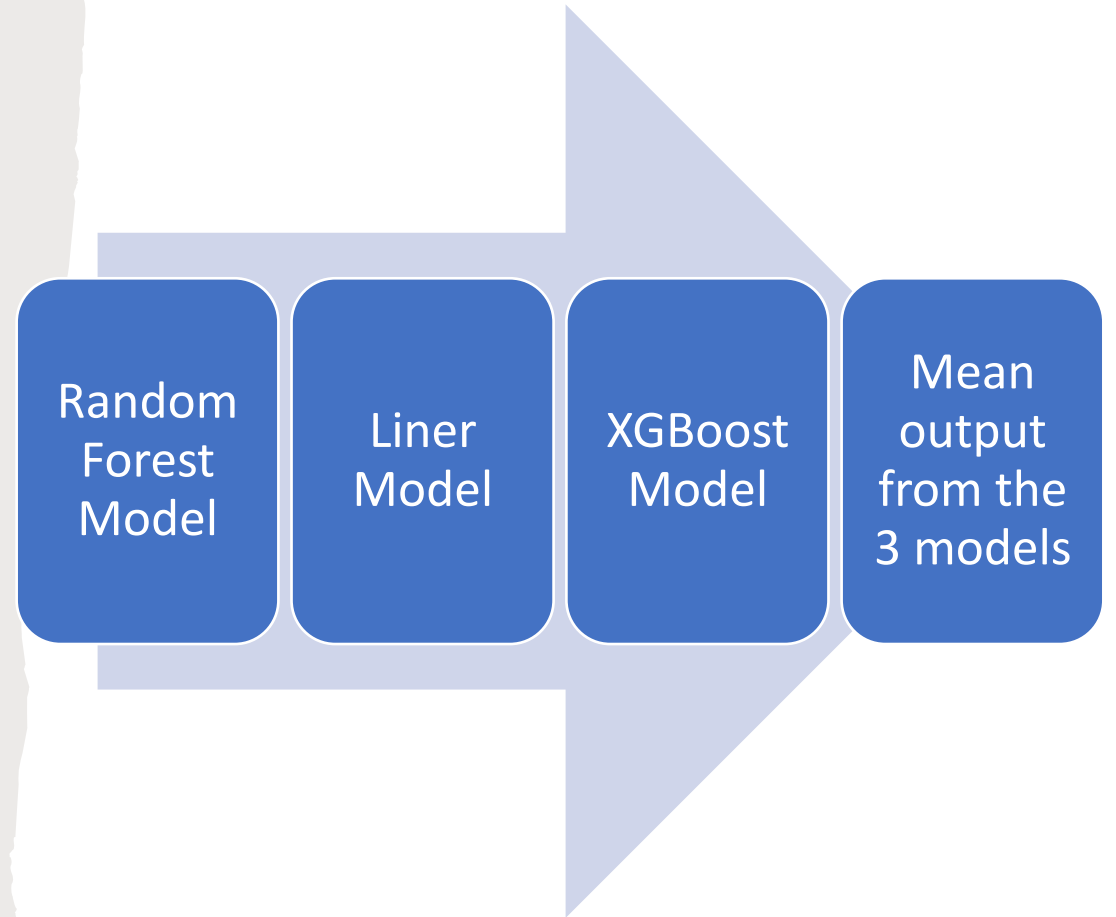 Random
Forest
Model
Liner
Model
XGBoost
Model
Mean
output
from the
3 models